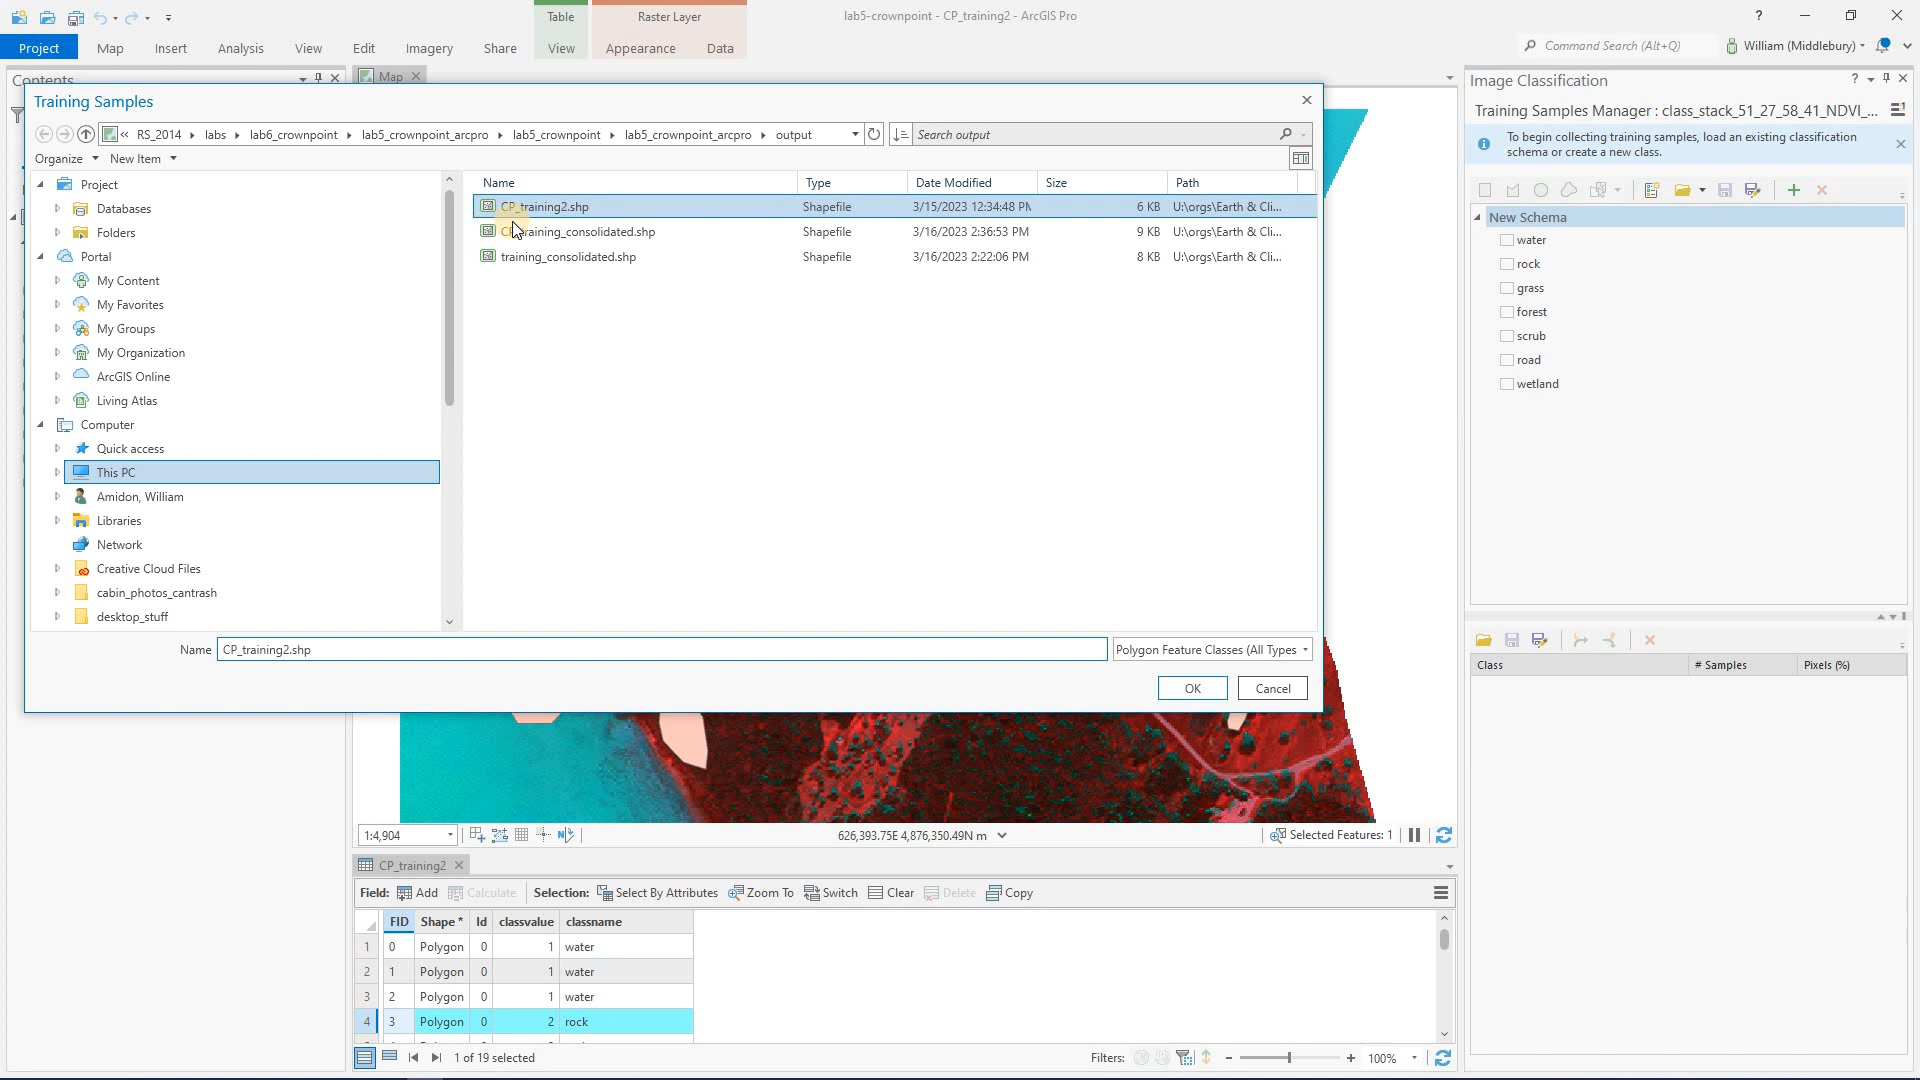 Table
Raster Layer
lab5-crownpoint - CP_training2 - ArcGIS Pro
?
Project
Map
Insert
Analysis
View
Edit
Imagery
Share
View
Appearance
Data
Command Search (Alt+Q)
William (Middlebury)
Contents
Map
Image Classification
Training Samples Manager : class_stack_51_27_58_41_NDVI_...
To begin collecting training samples, load an existing classification
schema or create a new class.
Training Samples
« RS_2014 labs lab6_crownpoint lab5_crownpoint_arcpro lab5_crownpoint lab5_crownpoint_arcpro output
Search output
Organize
New Item
Name Type Date Modified Size Path
CP_training2.shp Shapefile 3/15/2023 12:34:48 PM 6 KB U:\orgs\Earth & Cli...
CP_training_consolidated.shp Shapefile 3/16/2023 2:36:53 PM 9 KB U:\orgs\Earth & Cli...
training_consolidated.shp Shapefile 3/16/2023 2:22:06 PM 8 KB U:\orgs\Earth & Cli...
Project
Databases
Folders
Portal
My Content
My Favorites
My Groups
My Organization
ArcGIS Online
Living Atlas
Computer
Quick access
This PC
Amidon, William
Libraries
Network
Creative Cloud Files
cabin_photos_cantrash
desktop_stuff
Name CP_training2.shp
Polygon Feature Classes (All Types
OK
Cancel
New Schema
water
rock
grass
forest
scrub
road
wetland
Class # Samples Pixels (%)
1:4,904
626,393.75E 4,876,350.49N m
Selected Features: 1
CP_training2
Field: Add Calculate Selection: Select By Attributes Zoom To Switch Clear Delete Copy
FID Shape * Id classvalue classname
1 0 Polygon 0 1 water
2 1 Polygon 0 1 water
3 2 Polygon 0 1 water
4 3 Polygon 0 2 rock
1 of 19 selected
Filters:
- + 100%